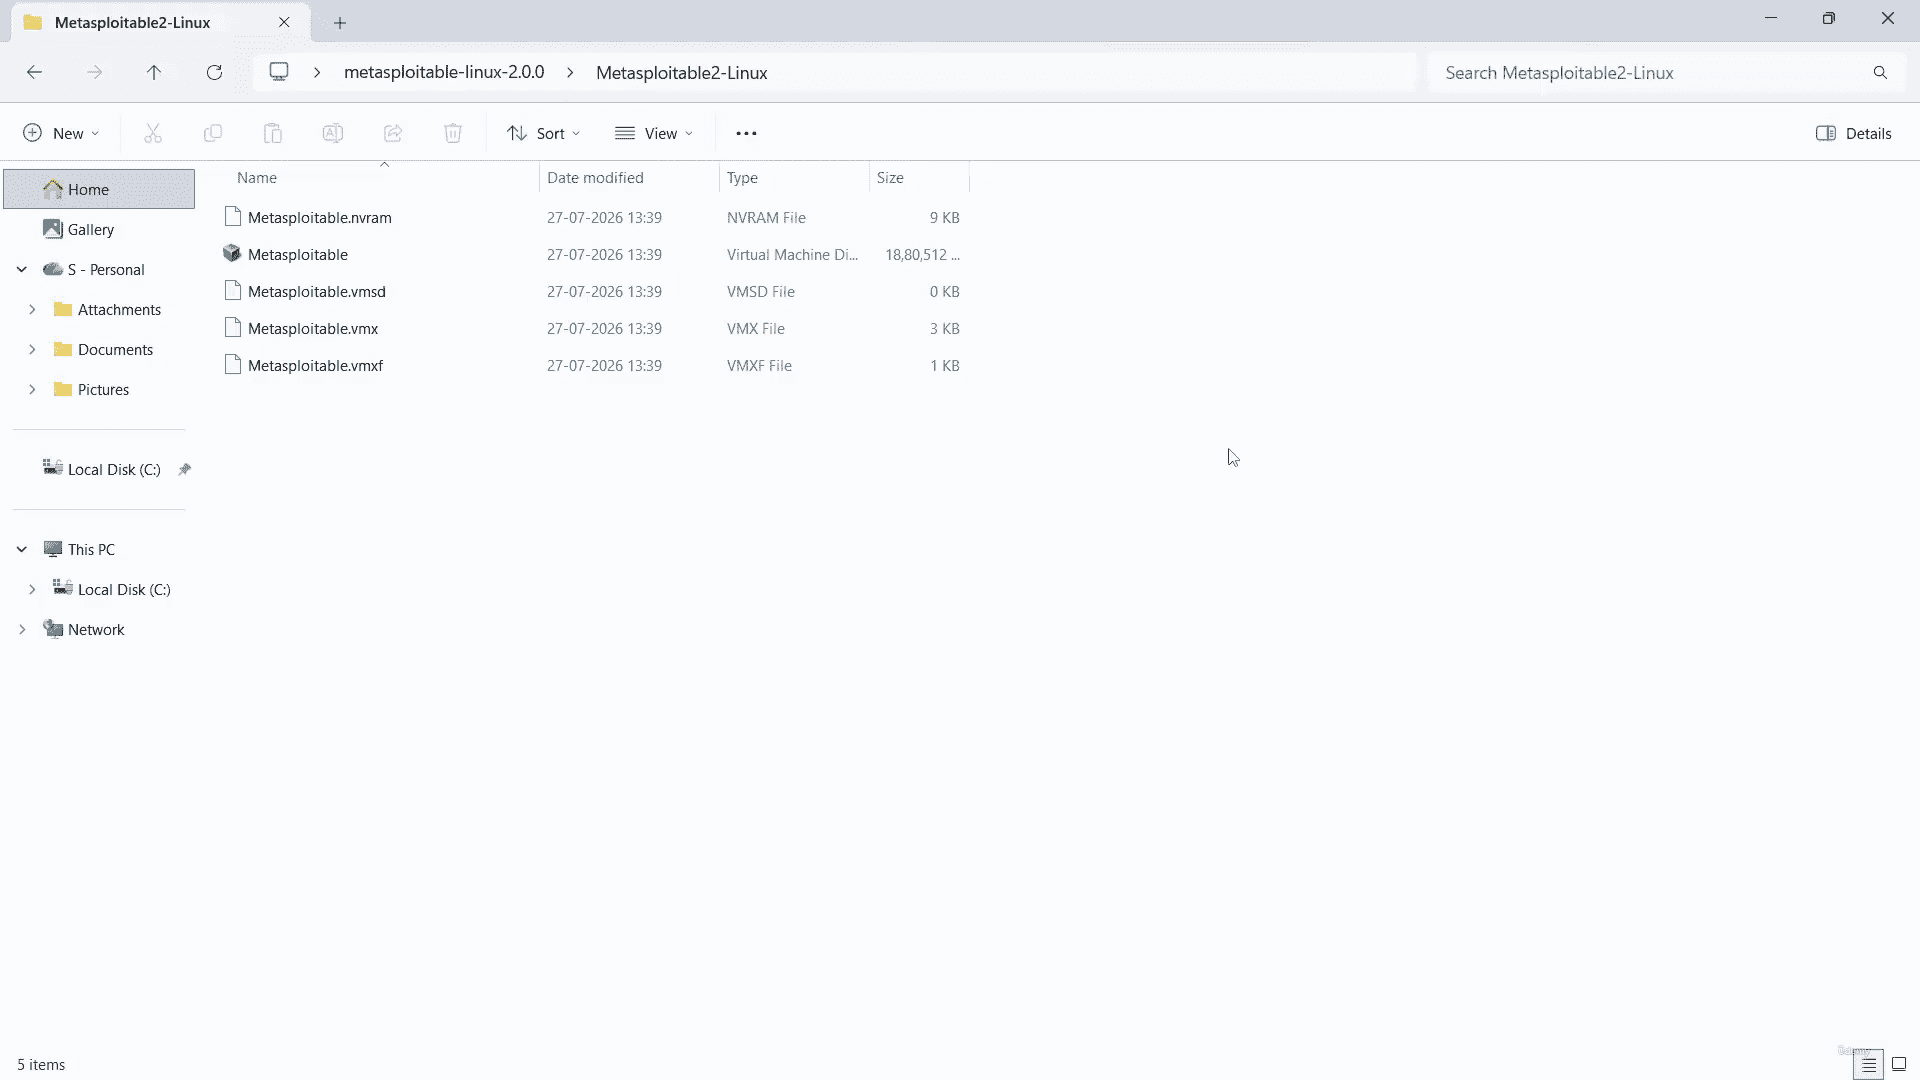 Metasploitable2-Linux
metasploitable-linux-2.0.0 Metasploitable2-Linux
Search Metasploitable2-Linux
New
Sort
View
Details
Home
Gallery
S - Personal
Attachments
Documents
Pictures
Local Disk (C:)
This PC
Local Disk (C:)
Network
Name Date modified Type Size
Metasploitable.nvram 27-07-2026 13:39 NVRAM File 9 KB
Metasploitable 27-07-2026 13:39 Virtual Machine Di... 18,80,512 ...
Metasploitable.vmsd 27-07-2026 13:39 VMSD File 0 KB
Metasploitable.vmx 27-07-2026 13:39 VMX File 3 KB
Metasploitable.vmxf 27-07-2026 13:39 VMXF File 1 KB
5 items